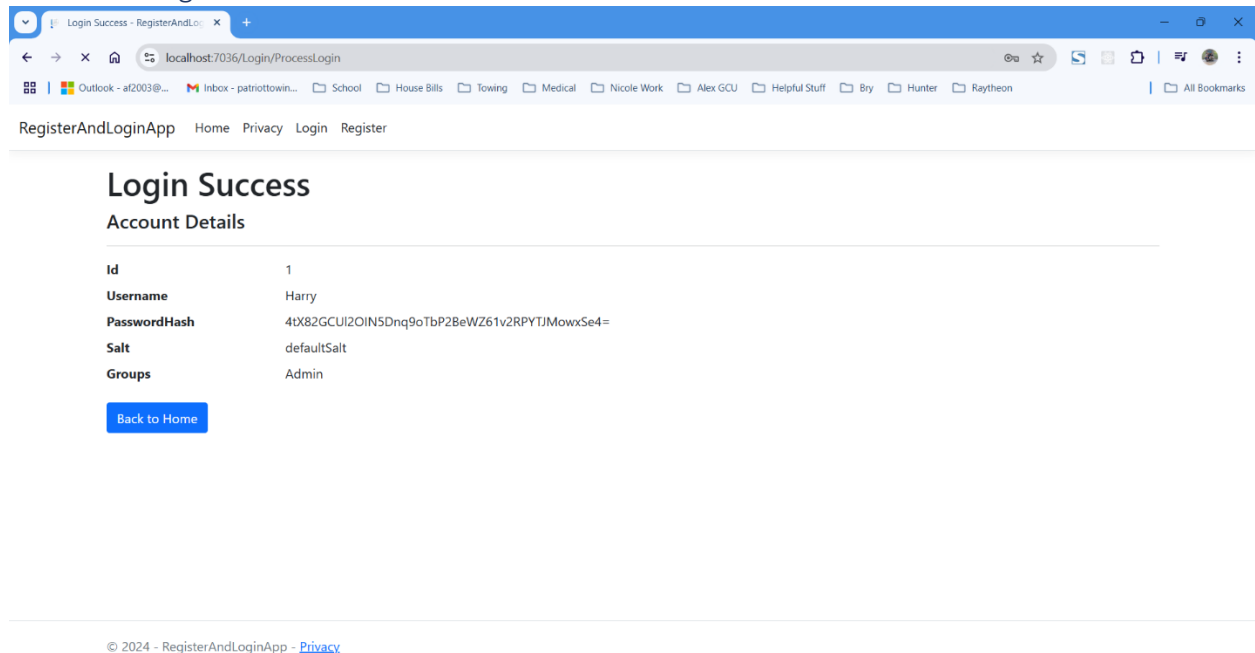 Login Success - RegisterAndLog
localhost:7036/Login/ProcessLogin
Outlook - af2003@... Inbox - patriottowin... School House Bills Towing Medical Nicole Work Alex GCU Helpful Stuff Bry Hunter Raytheon All Bookmarks
RegisterAndLoginApp Home Privacy Login Register
Login Success
Account Details
Id 1
Username Harry
PasswordHash 4tX82GCUl2OIN5Dnq9oTbP2BeWZ61v2RPYTJMowxSe4=
Salt defaultSalt
Groups Admin
Back to Home
© 2024 - RegisterAndLoginApp - Privacy